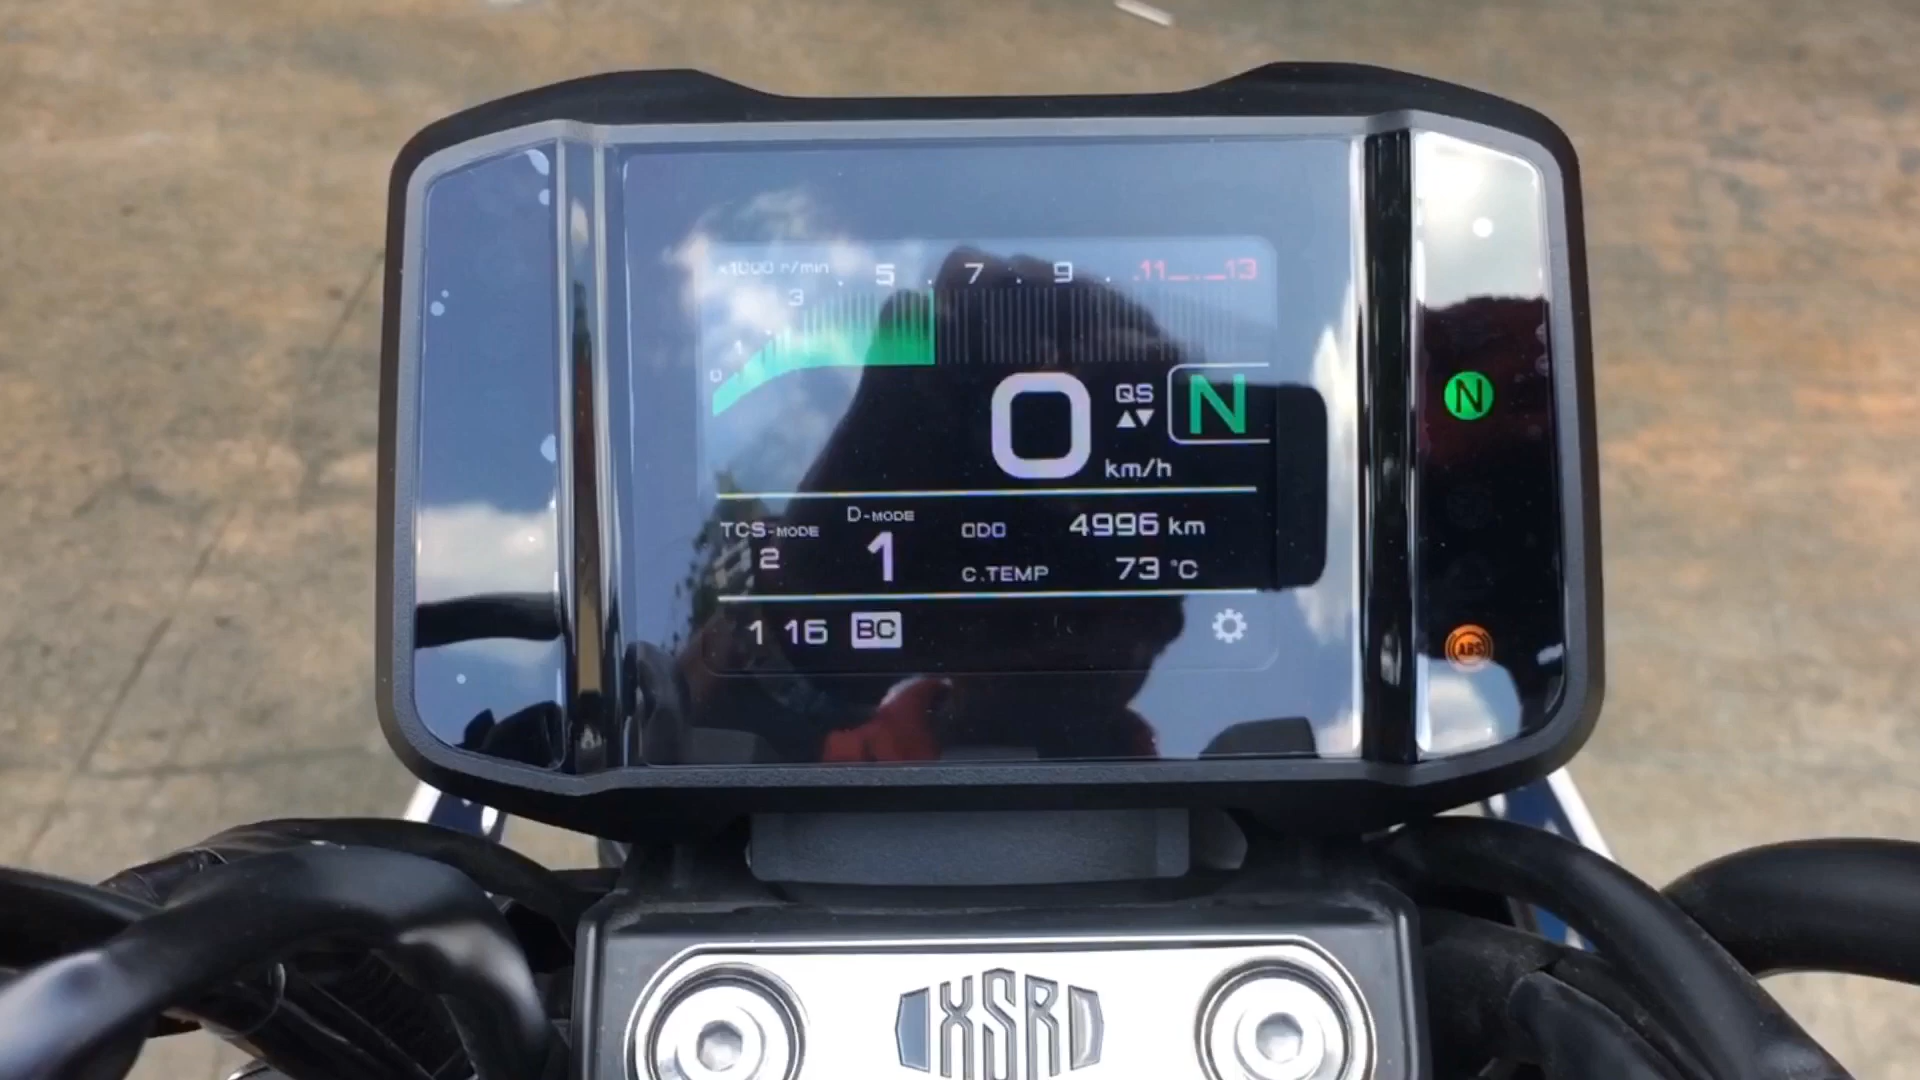 x1000 r/min
0 1 3 5 7 9 11 13
0 km/h
QS
N
N
TCS-MODE
2
D-MODE
1
ODO 4996 km
C.TEMP 73 °C
1 16 BC
ABS
XSR